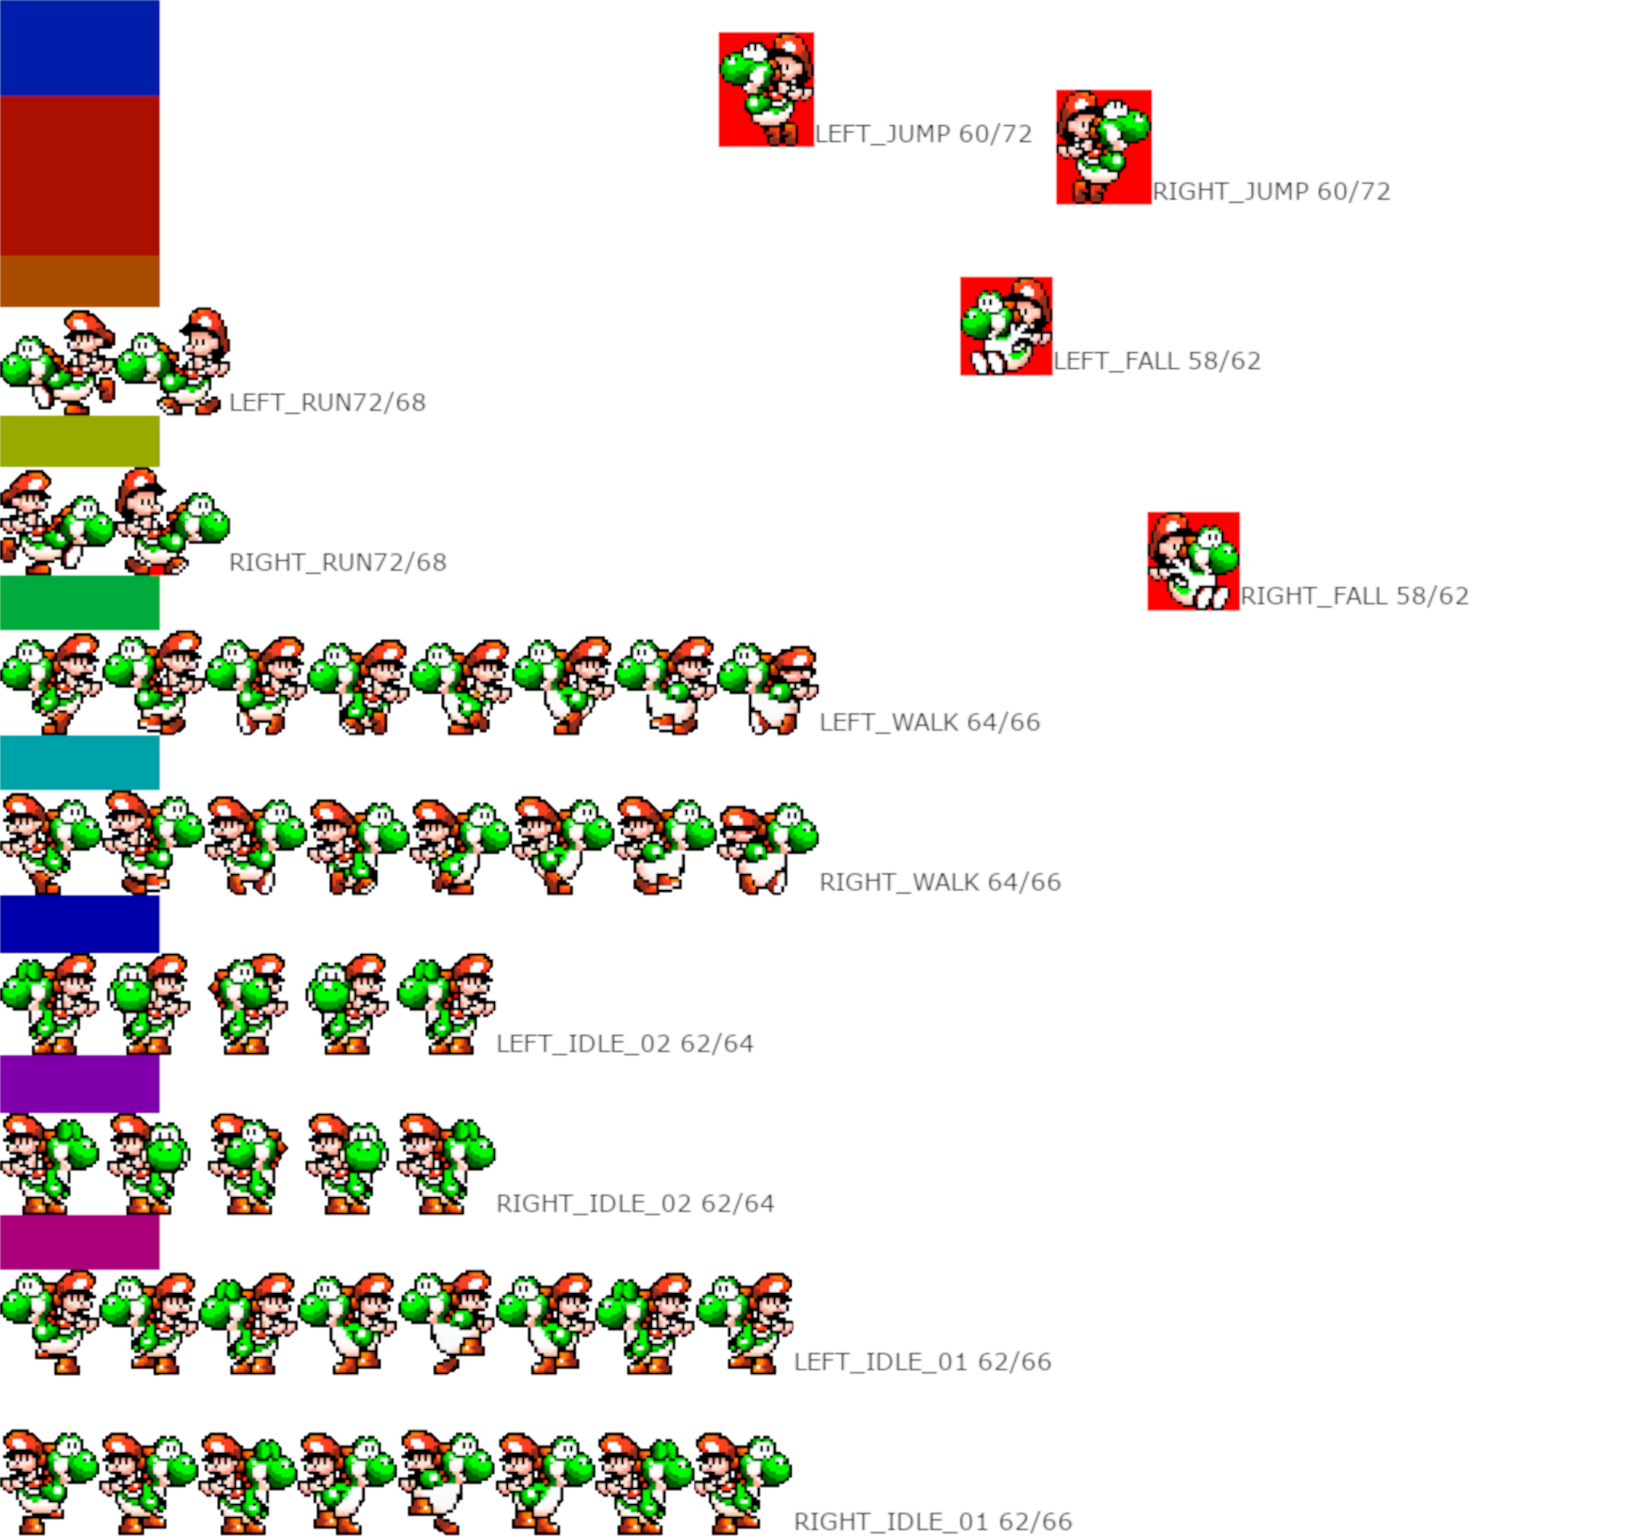 LEFT_JUMP 60/72
RIGHT_JUMP 60/72
LEFT_FALL 58/62
LEFT_RUN72/68
RIGHT_RUN72/68
RIGHT_FALL 58/62
LEFT_WALK 64/66
RIGHT_WALK 64/66
LEFT_IDLE_02 62/64
RIGHT_IDLE_02 62/64
LEFT_IDLE_01 62/66
RIGHT_IDLE_01 62/66